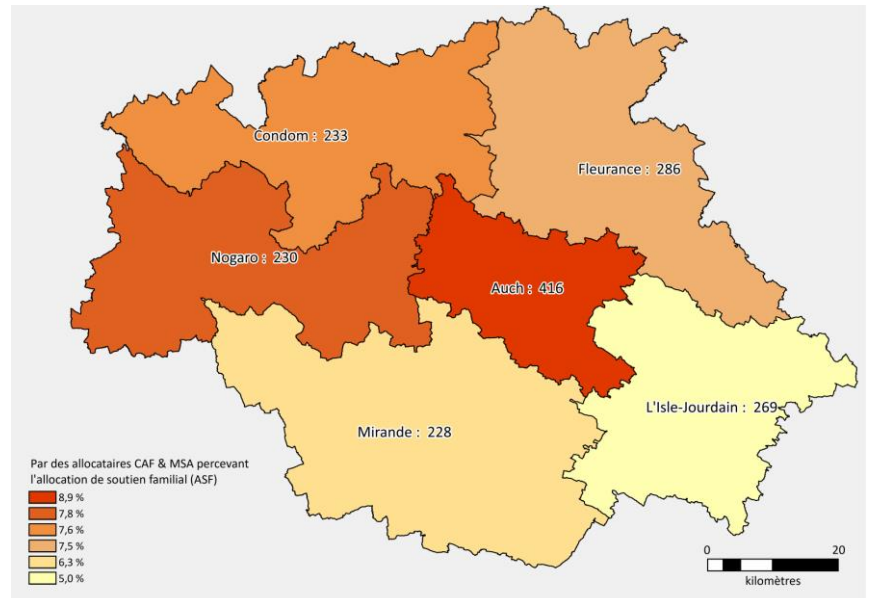 Condom : 233
Fleurance : 286
Nogaro : 230
Auch : 416
L'Isle-Jourdain : 269
Mirande : 228
Par des allocataires CAF & MSA percevant
l'allocation de soutien familial (ASF)
8,9 %
7,8 %
7,6 %
7,5 %
6,3 %
5,0 %
0 20
kilomètres